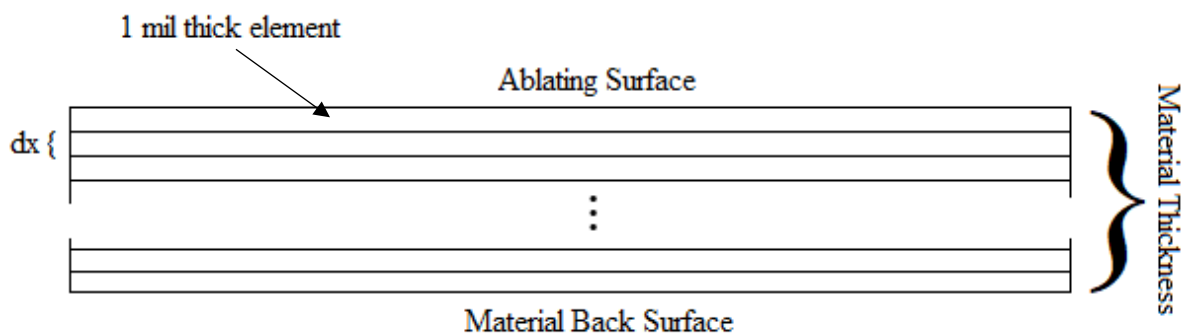 1 mil thick element
Ablating Surface
dx {
Material Thickness
Material Back Surface